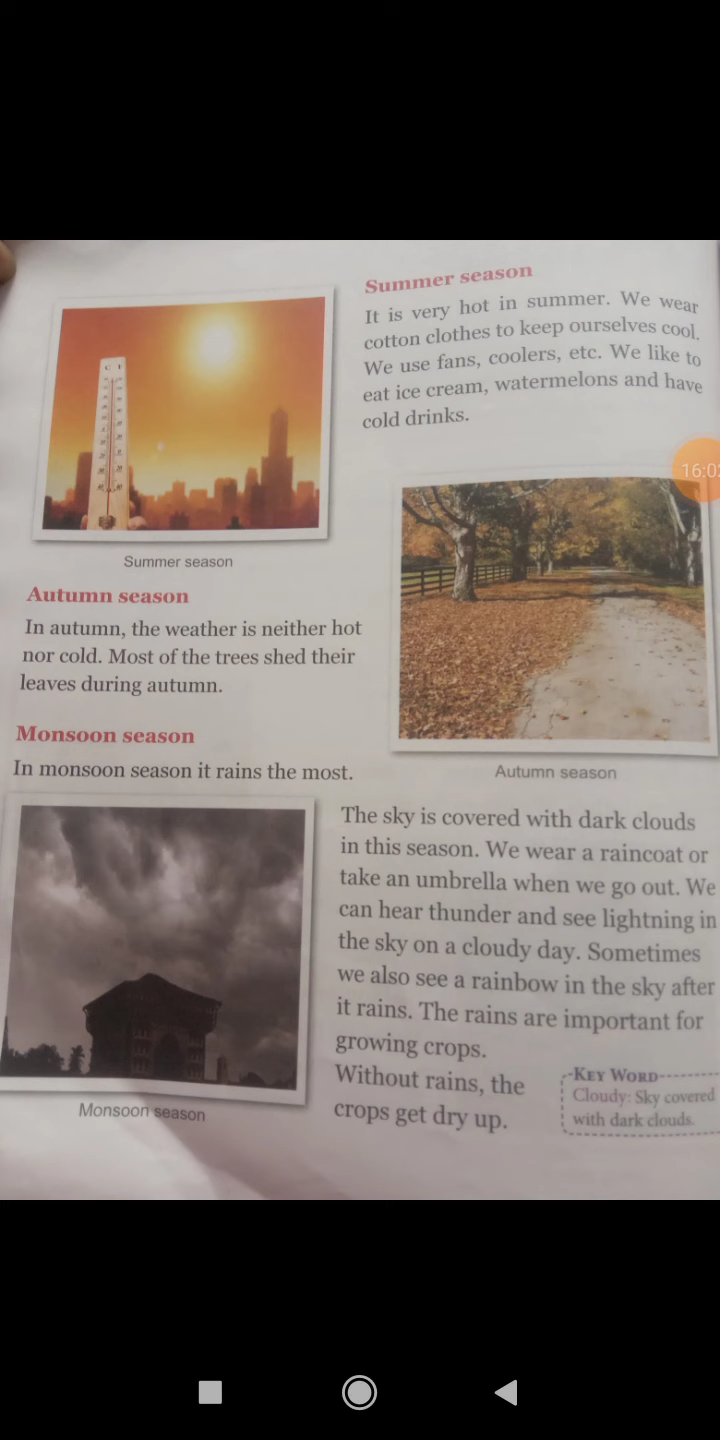 Summer season
It is very hot in summer. We wear
cotton clothes to keep ourselves cool.
We use fans, coolers, etc. We like to
eat ice cream, watermelons and have
cold drinks.
C F
Summer season
Autumn season
In autumn, the weather is neither hot
nor cold. Most of the trees shed their
leaves during autumn.
Autumn season
Monsoon season
In monsoon season it rains the most.
The sky is covered with dark clouds
in this season. We wear a raincoat or
take an umbrella when we go out. We
can hear thunder and see lightning in
the sky on a cloudy day. Sometimes
we also see a rainbow in the sky after
it rains. The rains are important for
growing crops.
Without rains, the
crops get dry up.
Monsoon season
KEY WORD
Cloudy: Sky covered
with dark clouds.